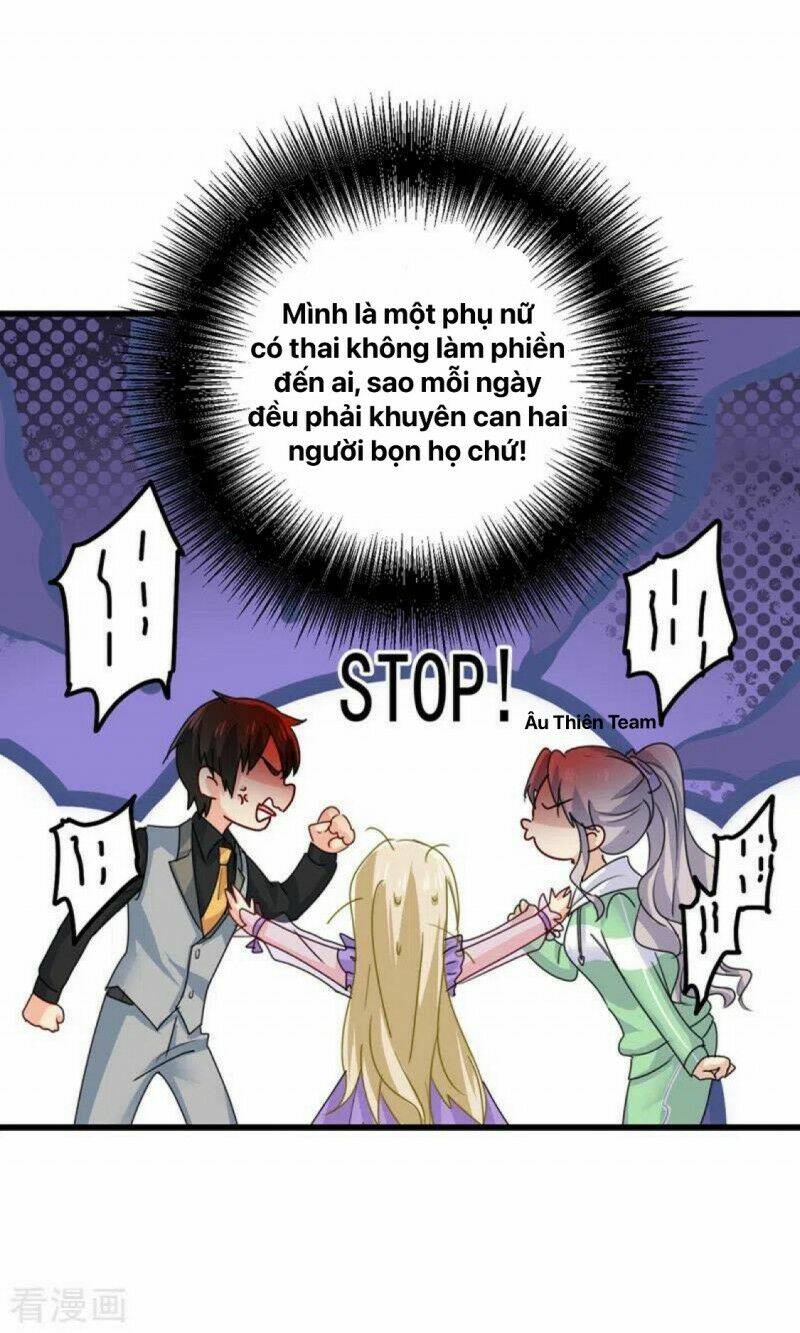 Mình là một phụ nữ
có thai không làm phiền
đến ai, sao mỗi ngày
đều phải khuyên can hai
người bọn họ chứ!
STOP!
Âu Thiên Team
看漫画